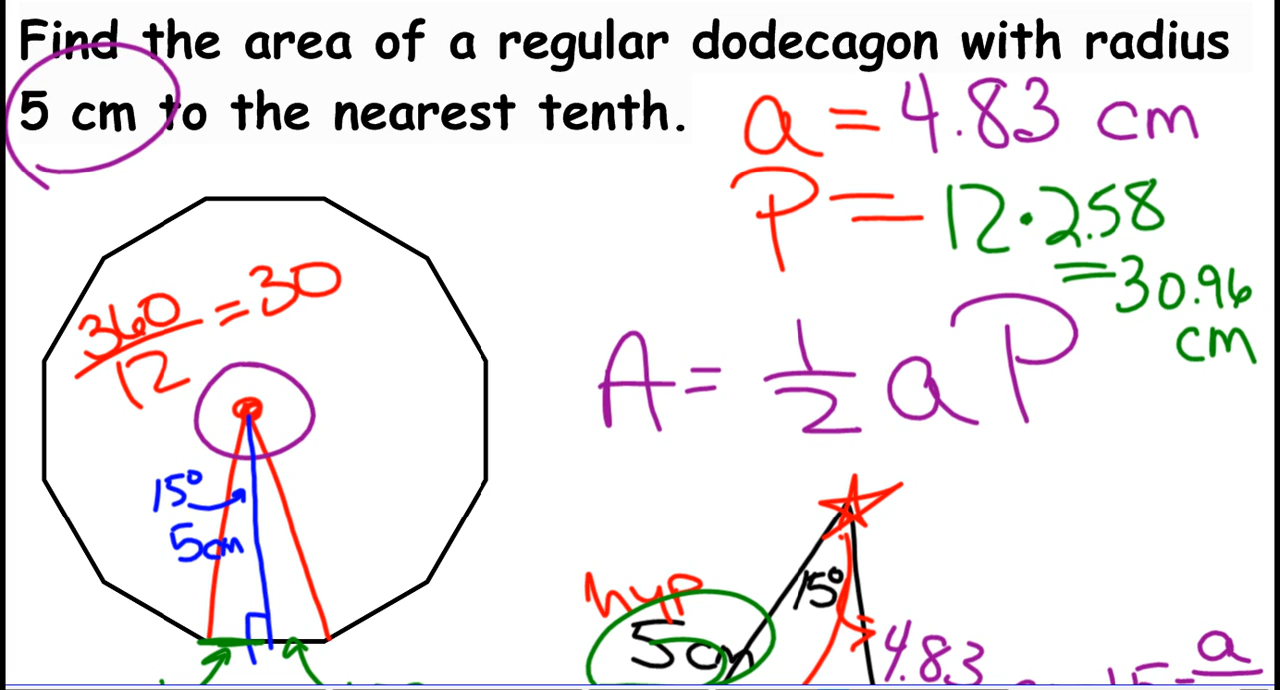 Find the area of a regular dodecagon with radius
5 cm to the nearest tenth.
a = 4.83 cm
P = 12·2.58
= 30.96
cm
360/12 = 30
A = 1/2 a P
15°
5cm
hyp
15°
5cm
4.83
a